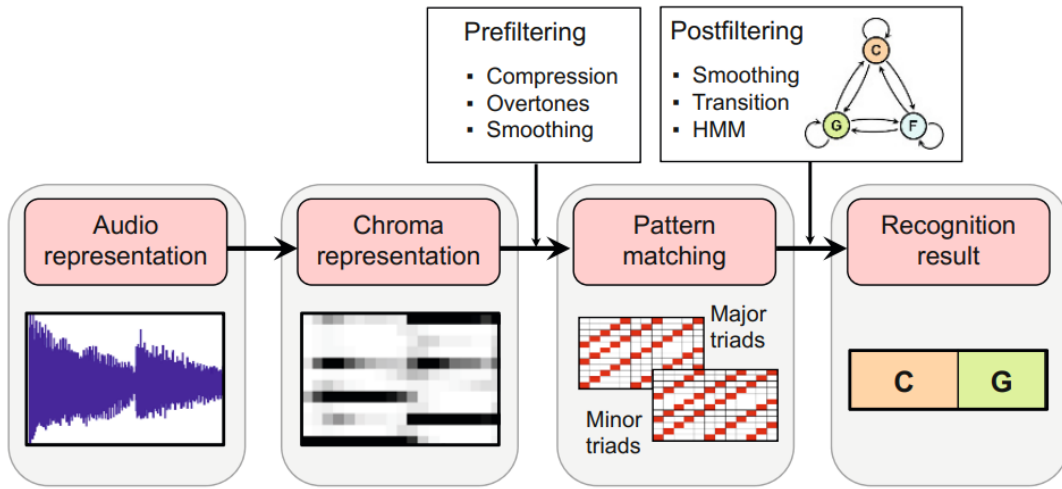 Prefiltering
▪ Compression
▪ Overtones
▪ Smoothing
Postfiltering
▪ Smoothing
▪ Transition
▪ HMM
C
G
F
Audio
representation
Chroma
representation
Pattern
matching
Recognition
result
Major
triads
Minor
triads
C
G